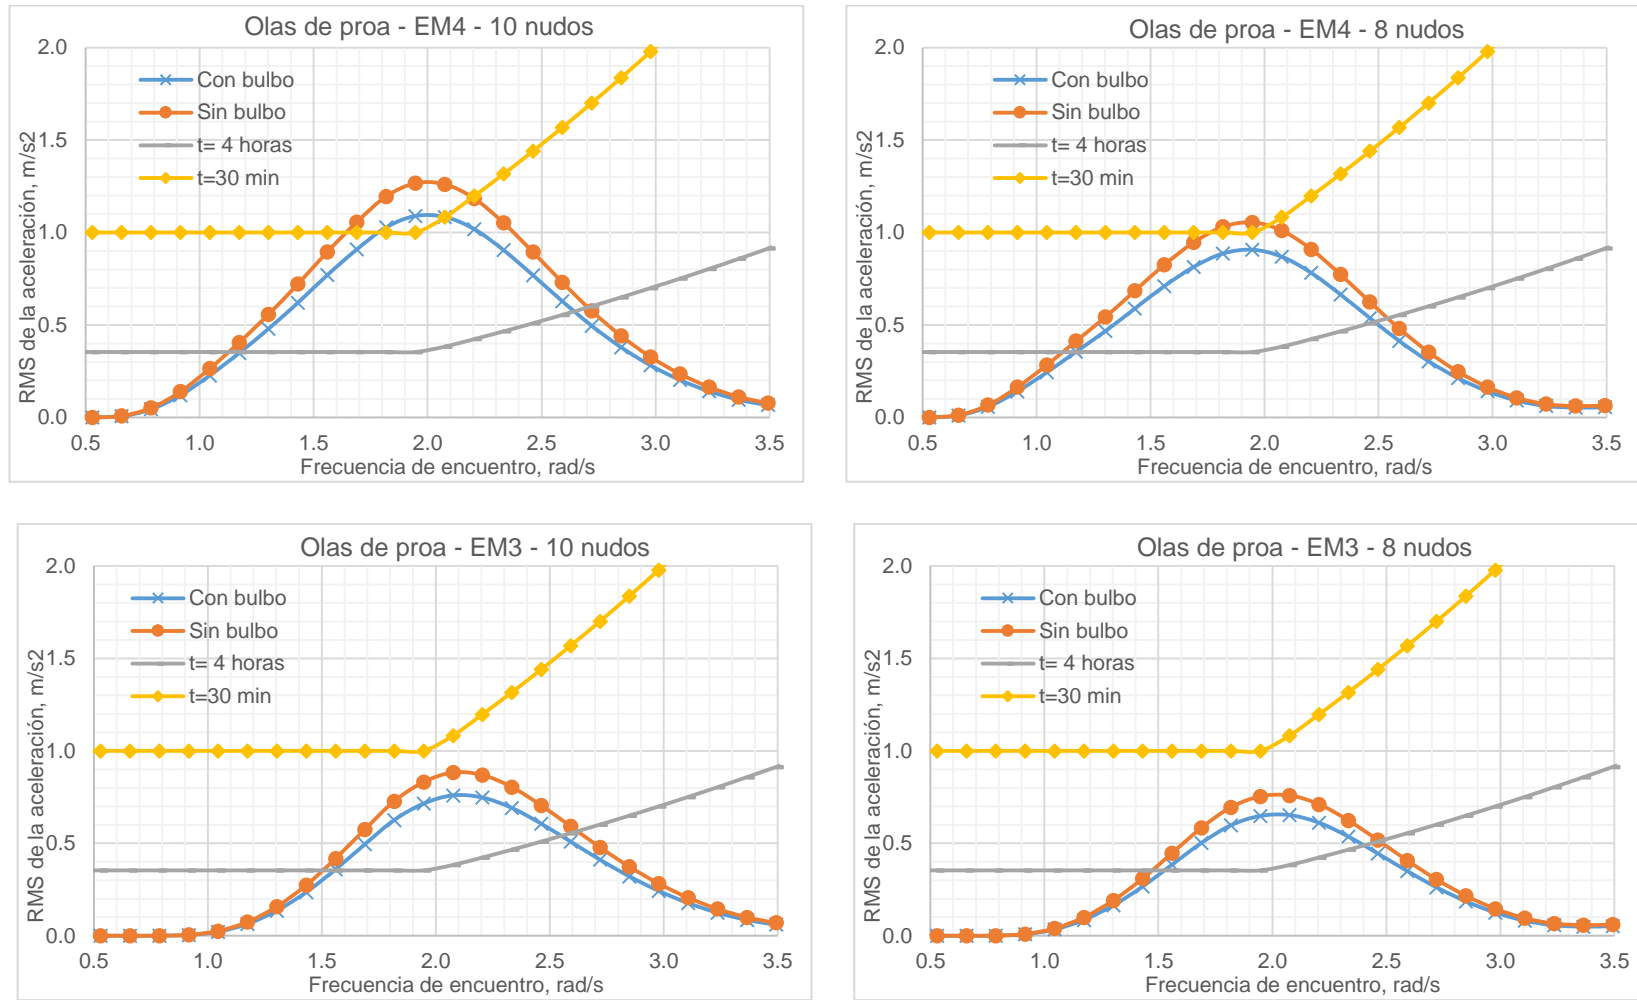 Olas de proa - EM4 - 10 nudos
2.0
1.5
1.0
0.5
0.0
RMS de la aceleración, m/s2
Con bulbo
Sin bulbo
t= 4 horas
t=30 min
0.5 1.0 1.5 2.0 2.5 3.0 3.5
Frecuencia de encuentro, rad/s
Olas de proa - EM4 - 8 nudos
2.0
1.5
1.0
0.5
0.0
RMS de la aceleración, m/s2
Con bulbo
Sin bulbo
t= 4 horas
t=30 min
0.5 1.0 1.5 2.0 2.5 3.0 3.5
Frecuencia de encuentro, rad/s
Olas de proa - EM3 - 10 nudos
2.0
1.5
1.0
0.5
0.0
RMS de la aceleración, m/s2
Con bulbo
Sin bulbo
t= 4 horas
t=30 min
0.5 1.0 1.5 2.0 2.5 3.0 3.5
Frecuencia de encuentro, rad/s
Olas de proa - EM3 - 8 nudos
2.0
1.5
1.0
0.5
0.0
RMS de la aceleración, m/s2
Con bulbo
Sin bulbo
t= 4 horas
t=30 min
0.5 1.0 1.5 2.0 2.5 3.0 3.5
Frecuencia de encuentro, rad/s